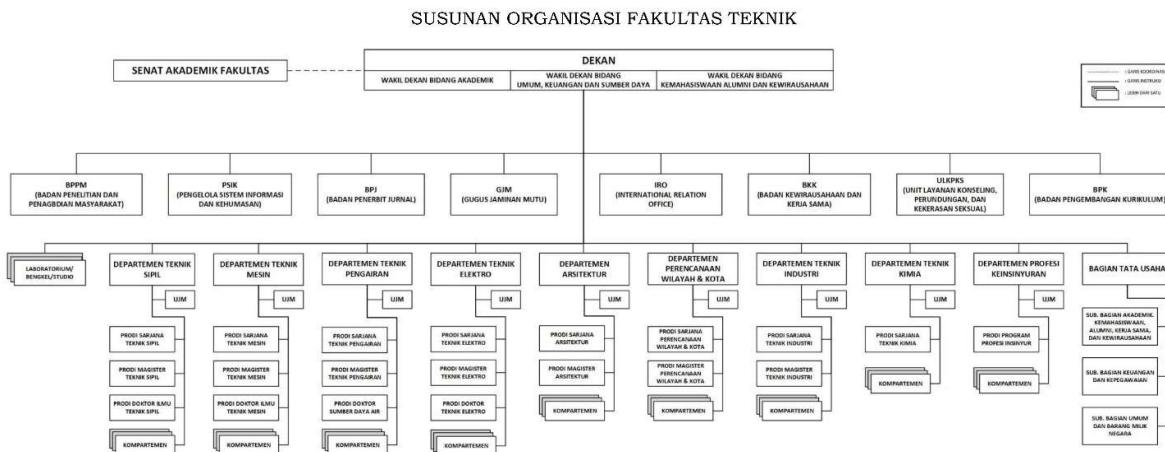 SUSUNAN ORGANISASI FAKULTAS TEKNIK
SENAT AKADEMIK FAKULTAS
DEKAN
WAKIL DEKAN BIDANG AKADEMIK
WAKIL DEKAN BIDANG
UMUM, KEUANGAN DAN SUMBER DAYA
WAKIL DEKAN BIDANG
KEMAHASISWAAN ALUMNI DAN KEWIRAUSAHAAN
: GARIS KOORDINASI
: GARIS INSTRUKSI
: LEBIH DARI SATU
BPPM
(BADAN PENELITIAN DAN
PENAGBDIAN MASYARAKAT)
PSIK
(PENGELOLA SISTEM INFORMASI
DAN KEHUMASAN)
BPJ
(BADAN PENERBIT JURNAL)
GJM
(GUGUS JAMINAN MUTU)
IRO
(INTERNATIONAL RELATION
OFFICE)
BKK
(BADAN KEWIRAUSAHAAN DAN
KERJA SAMA)
ULKPKS
(UNIT LAYANAN KONSELING,
PERUNDUNGAN, DAN
KEKERASAN SEKSUAL)
BPK
(BADAN PENGEMBANGAN KURIKULUM)
LABORATORIUM/
BENGKEL/STUDIO
DEPARTEMEN TEKNIK
SIPIL
UJM
PRODI SARJANA
TEKNIK SIPIL
PRODI MAGISTER
TEKNIK SIPIL
PRODI DOKTOR ILMU
TEKNIK SIPIL
KOMPARTEMEN
DEPARTEMEN TEKNIK
MESIN
UJM
PRODI SARJANA
TEKNIK MESIN
PRODI MAGISTER
TEKNIK MESIN
PRODI DOKTOR ILMU
TEKNIK MESIN
KOMPARTEMEN
DEPARTEMEN TEKNIK
PENGAIRAN
UJM
PRODI SARJANA
TEKNIK PENGAIRAN
PRODI MAGISTER
TEKNIK PENGAIRAN
PRODI DOKTOR
SUMBER DAYA AIR
KOMPARTEMEN
DEPARTEMEN TEKNIK
ELEKTRO
UJM
PRODI SARJANA
TEKNIK ELEKTRO
PRODI MAGISTER
TEKNIK ELEKTRO
PRODI DOKTOR
TEKNIK ELEKTRO
KOMPARTEMEN
DEPARTEMEN
ARSITEKTUR
UJM
PRODI SARJANA
ARSITEKTUR
PRODI MAGISTER
ARSITEKTUR
KOMPARTEMEN
DEPARTEMEN
PERENCANAAN
WILAYAH & KOTA
UJM
PRODI SARJANA
PERENCANAAN
WILAYAH & KOTA
PRODI MAGISTER
PERENCANAAN
WILAYAH & KOTA
KOMPARTEMEN
DEPARTEMEN TEKNIK
INDUSTRI
UJM
PRODI SARJANA
TEKNIK INDUSTRI
PRODI MAGISTER
TEKNIK INDUSTRI
KOMPARTEMEN
DEPARTEMEN TEKNIK
KIMIA
UJM
PRODI SARJANA
TEKNIK KIMIA
KOMPARTEMEN
DEPARTEMEN PROFESI
KEINSINYURAN
UJM
PRODI PROGRAM
PROFESI INSINYUR
KOMPARTEMEN
BAGIAN TATA USAHA
SUB. BAGIAN AKADEMIK,
KEMAHASISWAAN,
ALUMNI, KERJA SAMA,
DAN KEWIRAUSAHAAN
SUB. BAGIAN KEUANGAN
DAN KEPEGAWAIAN
SUB. BAGIAN UMUM
DAN BARANG MILIK
NEGARA